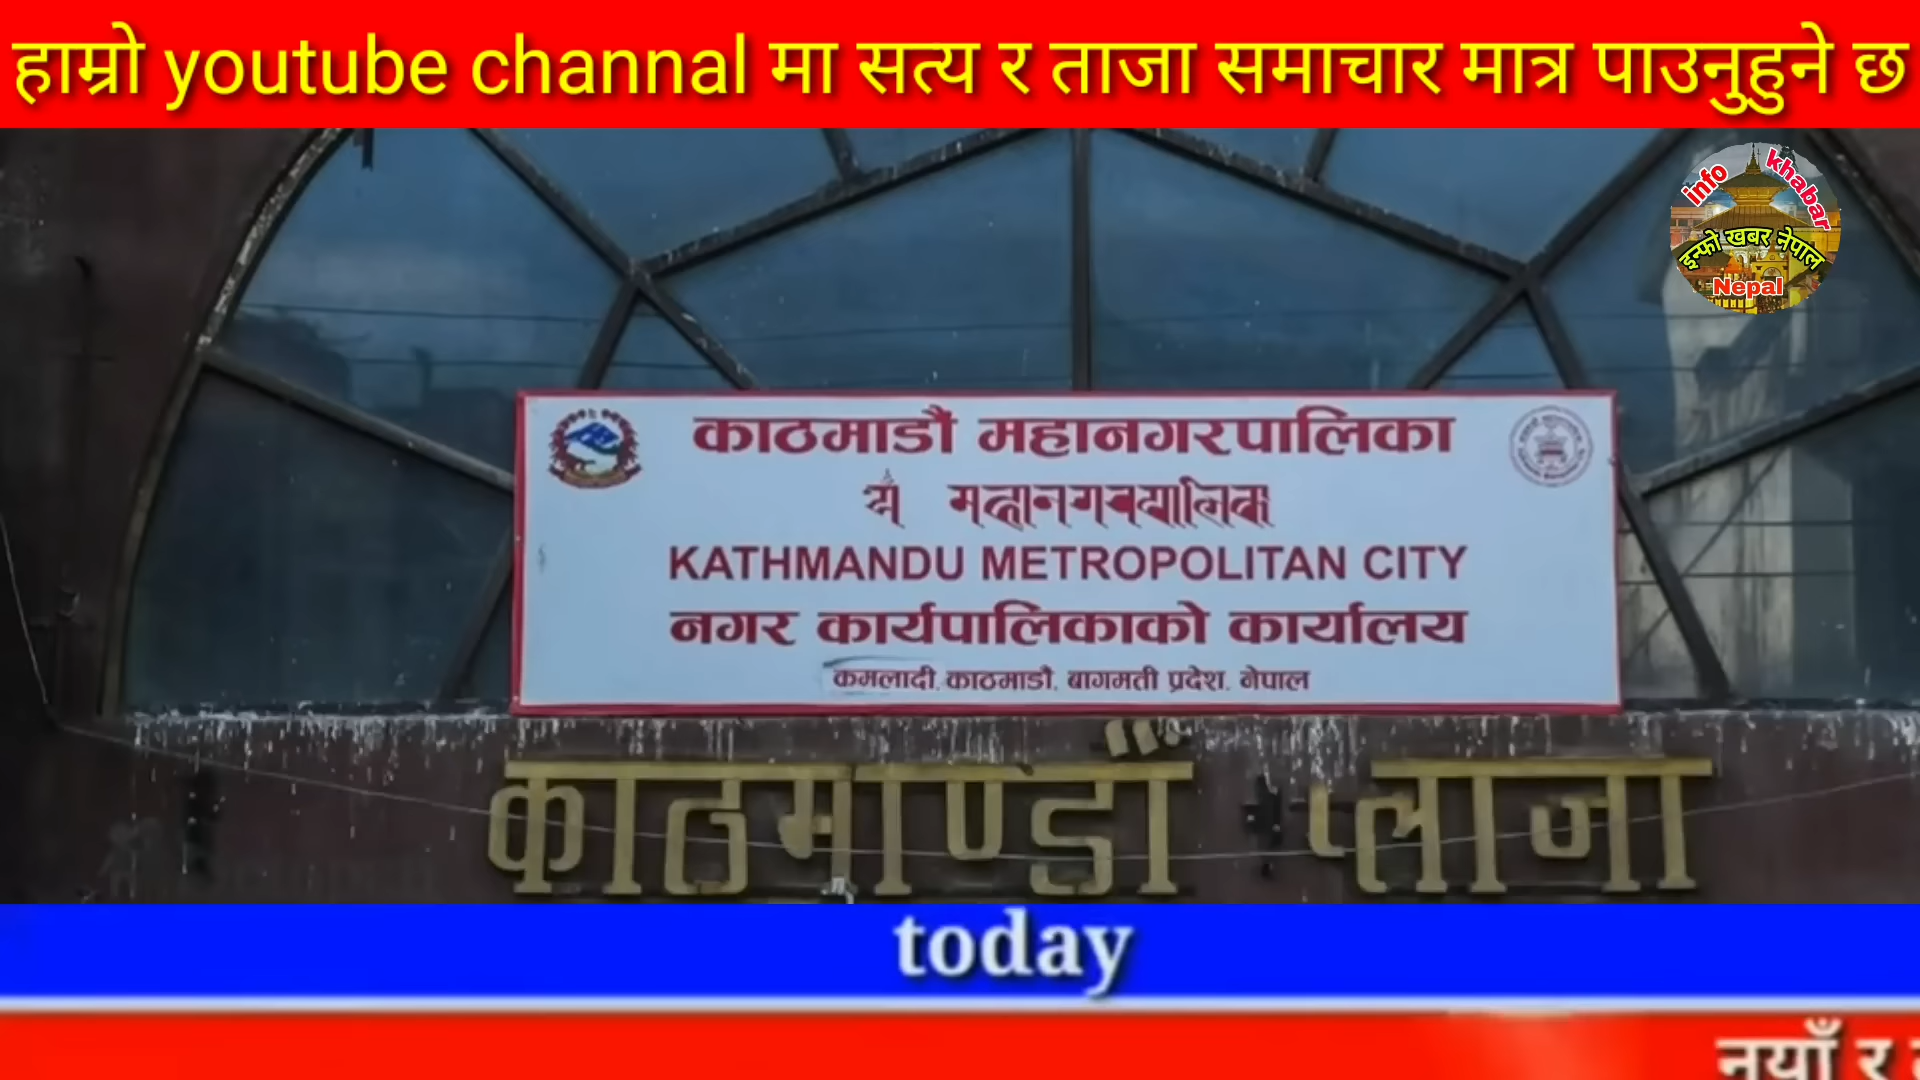 हाम्रो youtube channal मा सत्य र ताजा समाचार मात्र पाउनुहुने छ
info khabar
इन्फो खबर नेपाल
Nepal
काठमाडौं महानगरपालिका
KATHMANDU METROPOLITAN CITY
नगर कार्यपालिकाको कार्यालय
कमलादी, काठमाडौं, बागमती प्रदेश, नेपाल
काठमाण्डौं प्लाजा
today
नयाँ र